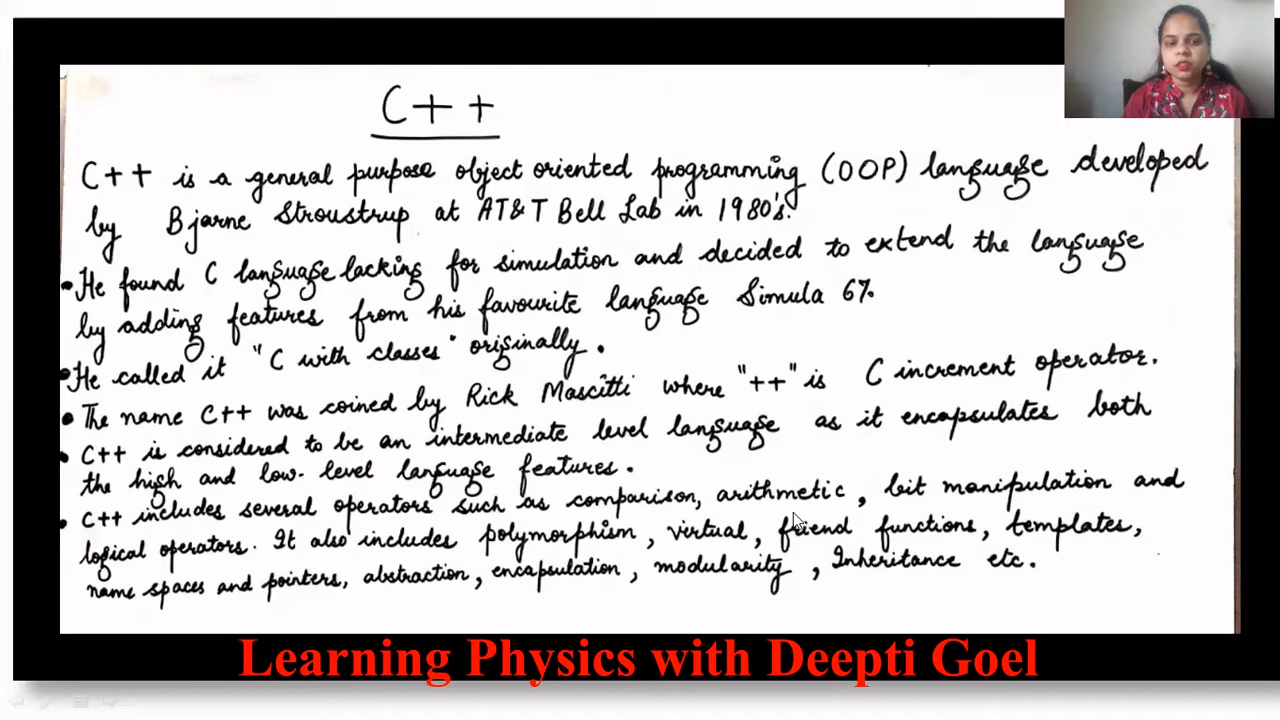 C++
C++ is a general purpose object oriented programming (OOP) language developed
by Bjarne Stroustrup at AT&T Bell Lab in 1980's.
• He found C language lacking for simulation and decided to extend the language
by adding features from his favourite language Simula 67.
• He called it "C with classes" originally.
• The name C++ was coined by Rick Mascitti where "++" is C increment operator.
• C++ is considered to be an intermediate level language as it encapsulates both
the high and low-level language features.
• C++ includes several operators such as comparison, arithmetic, bit manipulation and
logical operators. It also includes polymorphism, virtual, friend functions, templates,
name spaces and pointers, abstraction, encapsulation, modularity, Inheritance etc.
Learning Physics with Deepti Goel